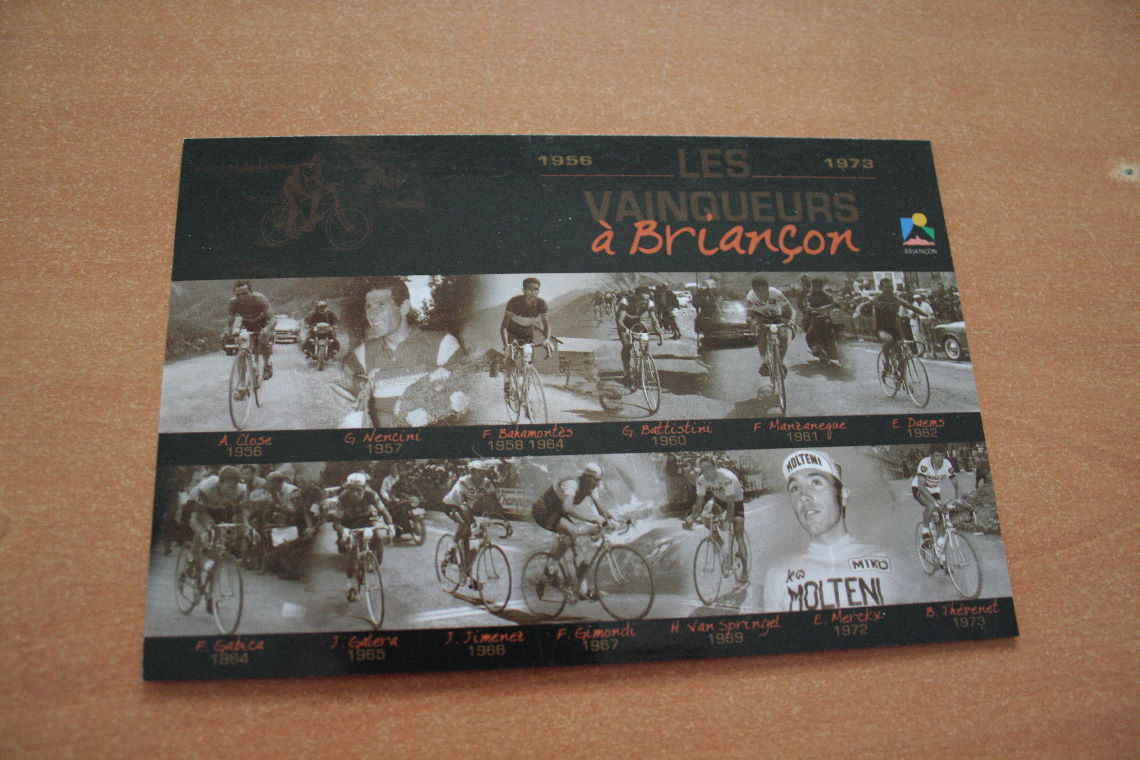 1956 LES 1973
VAINQUEURS
à Briançon
BRIANÇON
A. Close
1956
G. Nencini
1957
F. Bahamontès
1958 1964
G. Battistini
1960
F. Manzaneque
1961
E. Daems
1962
MOLTENI
MIKO
MOLTENI
F. Gabica
1964
J. Galera
1965
J. Jimenez
1966
F. Gimondi
1967
H. Van Springel
1969
E. Merckx
1972
B. Thévenet
1973